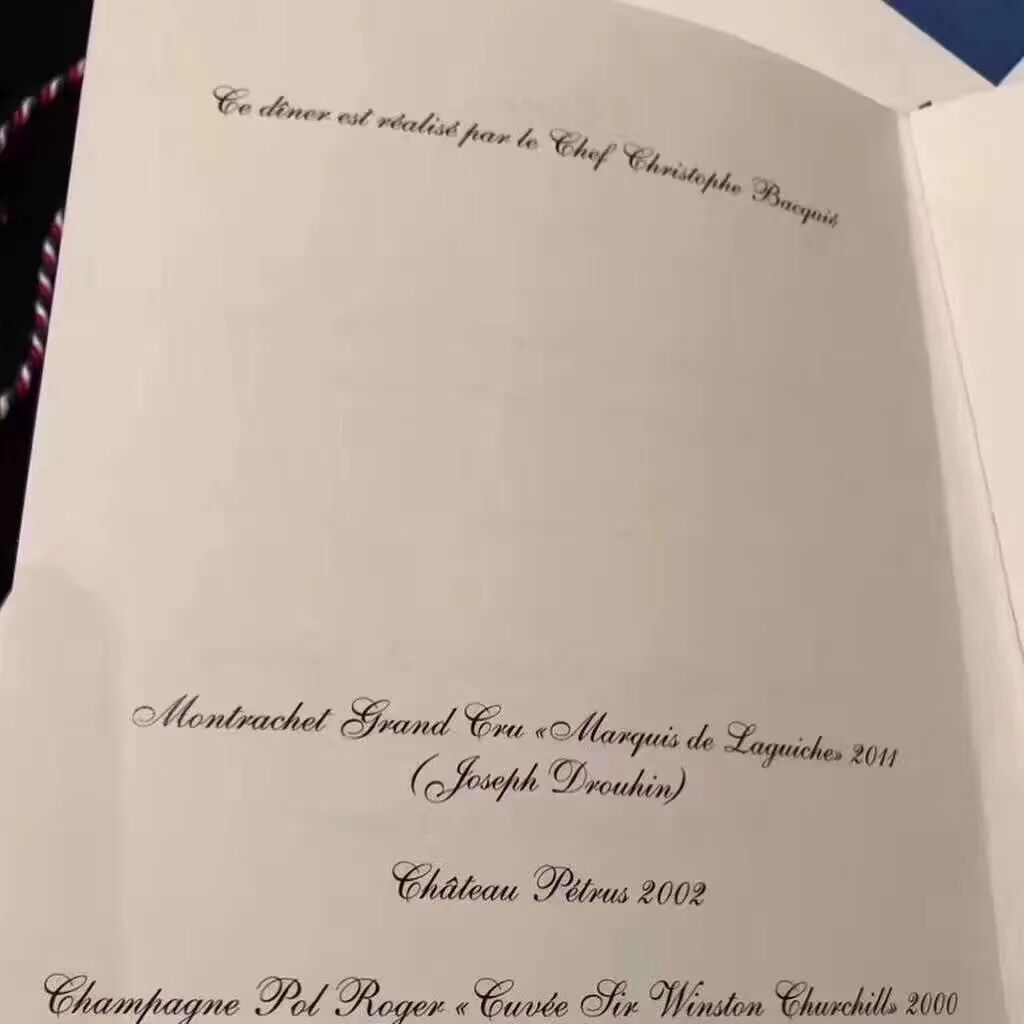 Ce dîner est réalisé par le Chef Christophe Bacquié
Montrachet Grand Cru «Marquis de Laguiche» 2011
(Joseph Drouhin)
Château Pétrus 2002
Champagne Pol Roger «Cuvée Sir Winston Churchill» 2000